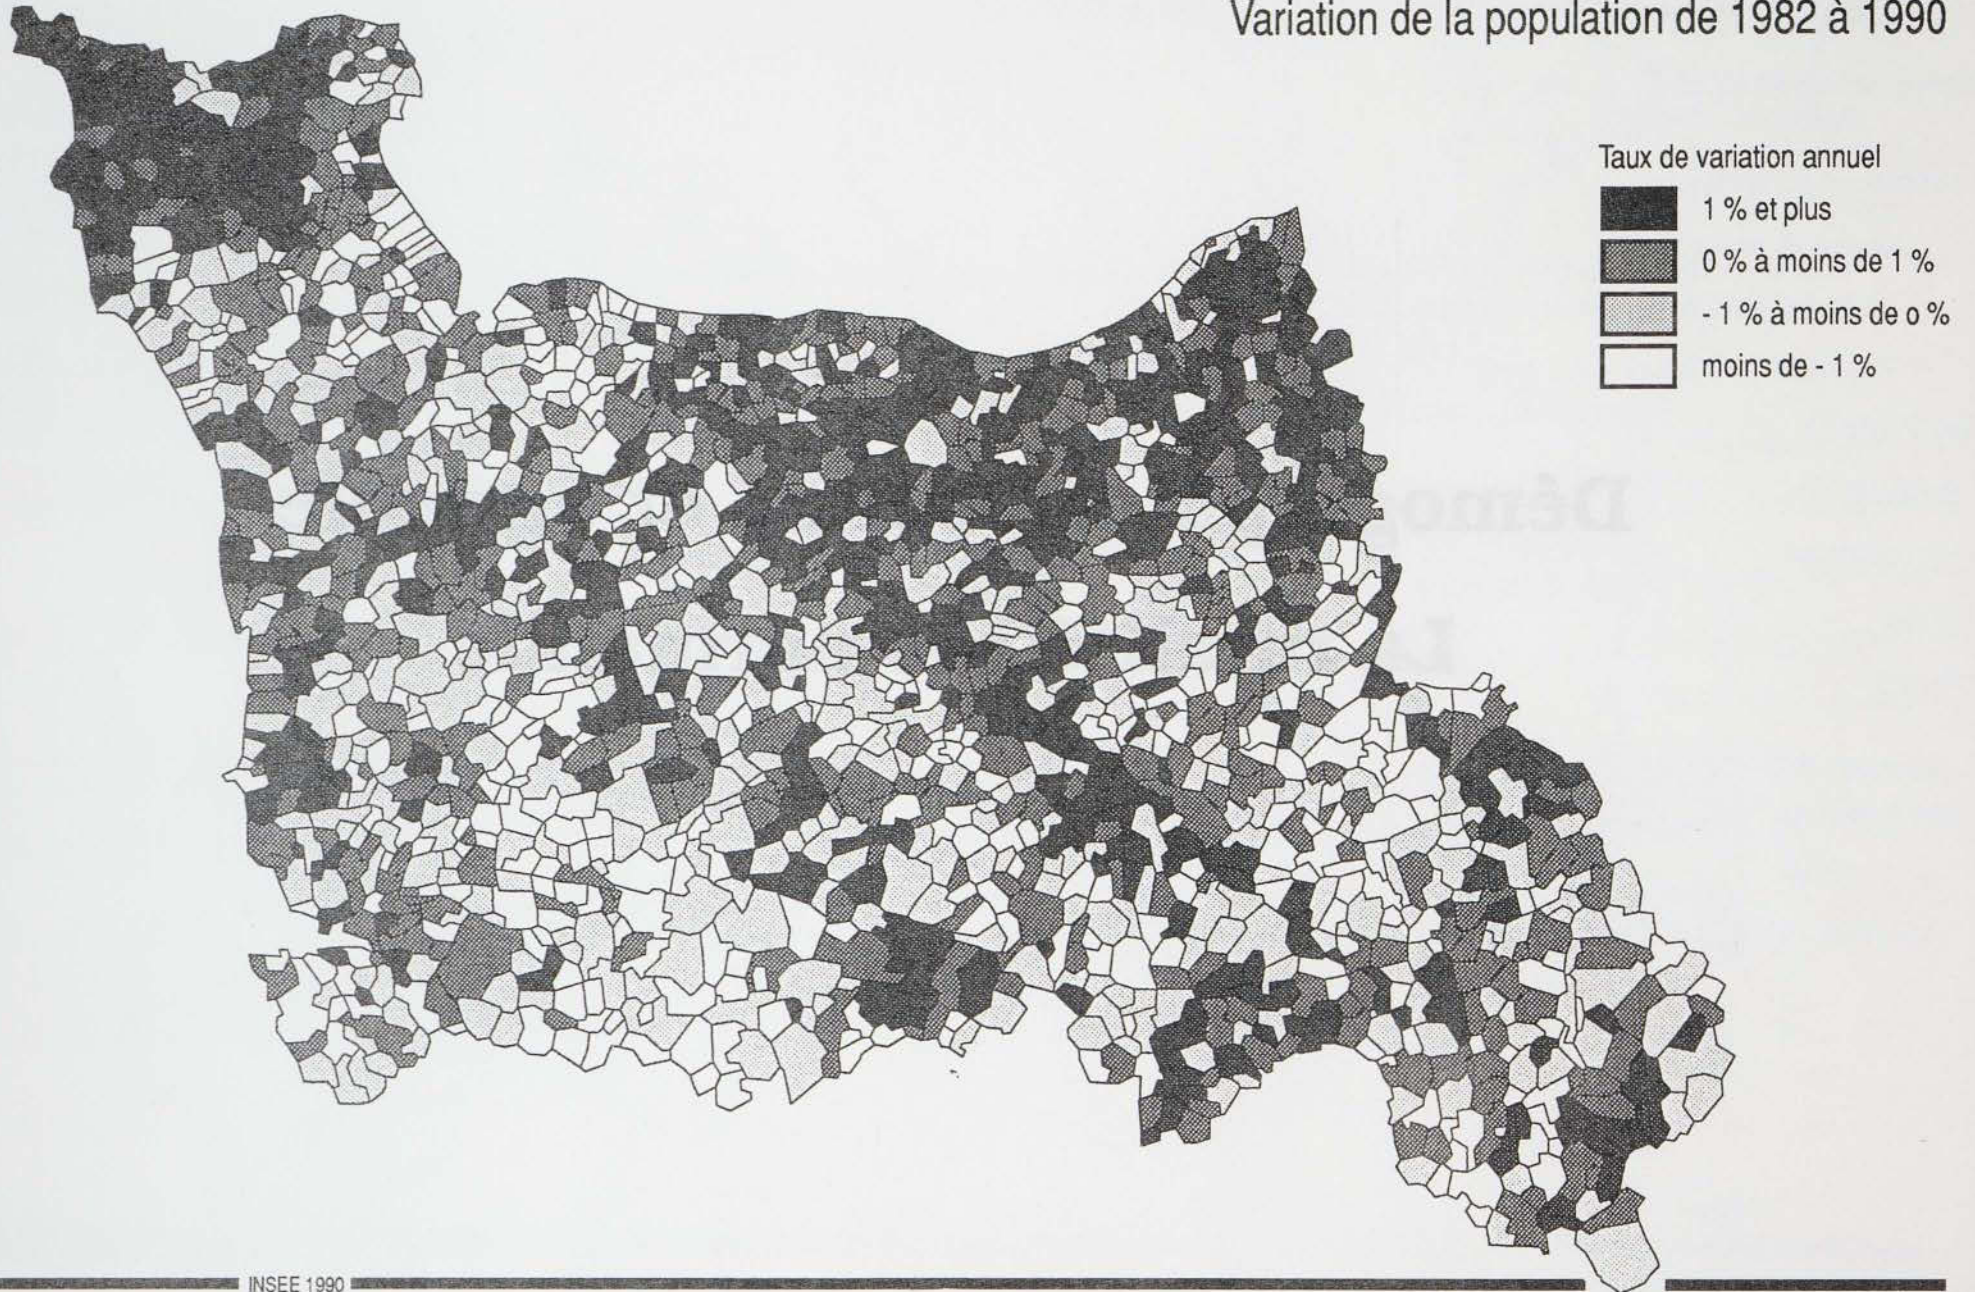 Variation de la population de 1982 à 1990
Taux de variation annuel
1 % et plus
0 % à moins de 1 %
- 1 % à moins de o %
moins de - 1 %
INSEE 1990